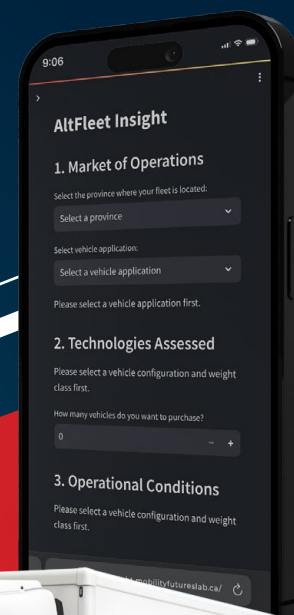 9:06
AltFleet Insight
1. Market of Operations
Select the province where your fleet is located:
Select a province
Select vehicle application:
Select a vehicle application
Please select a vehicle application first.
2. Technologies Assessed
Please select a vehicle configuration and weight
class first.
How many vehicles do you want to purchase?
0
3. Operational Conditions
Please select a vehicle configuration and weight
class first.
mobilityfutureslab.ca/